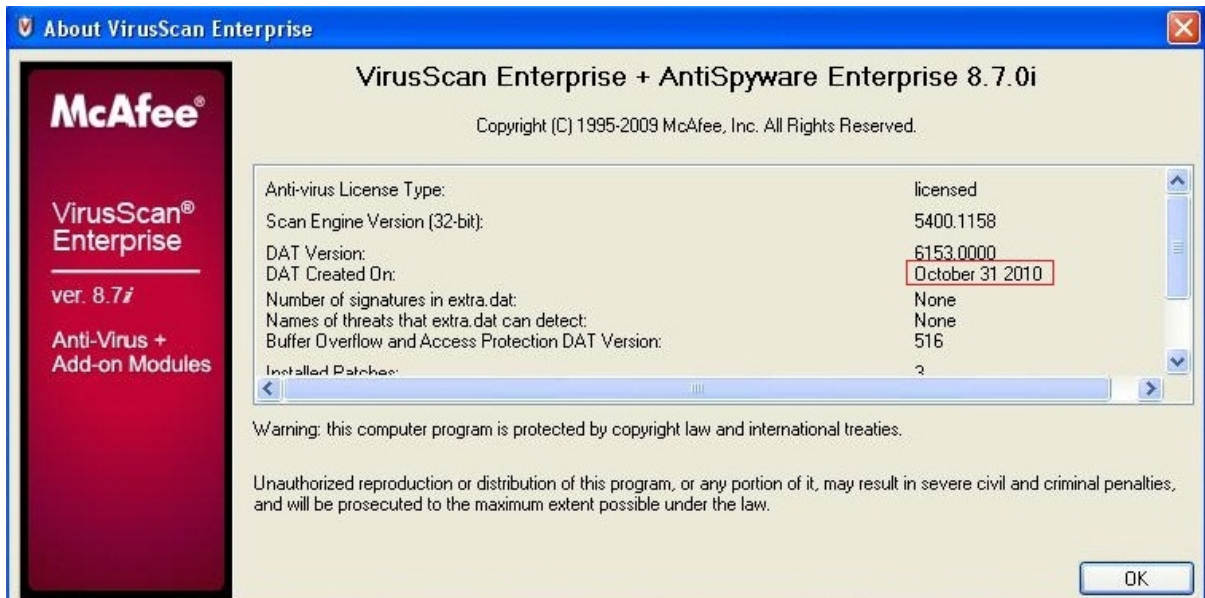 About VirusScan Enterprise
McAfee®
VirusScan®
Enterprise
ver. 8.7i
Anti-Virus +
Add-on Modules
VirusScan Enterprise + AntiSpyware Enterprise 8.7.0i
Copyright (C) 1995-2009 McAfee, Inc. All Rights Reserved.
Anti-virus License Type: licensed
Scan Engine Version (32-bit): 5400.1158
DAT Version: 6153.0000
DAT Created On: October 31 2010
Number of signatures in extra.dat: None
Names of threats that extra.dat can detect: None
Buffer Overflow and Access Protection DAT Version: 516
Installed Patches: 3
Warning: this computer program is protected by copyright law and international treaties.
Unauthorized reproduction or distribution of this program, or any portion of it, may result in severe civil and criminal penalties,
and will be prosecuted to the maximum extent possible under the law.
OK